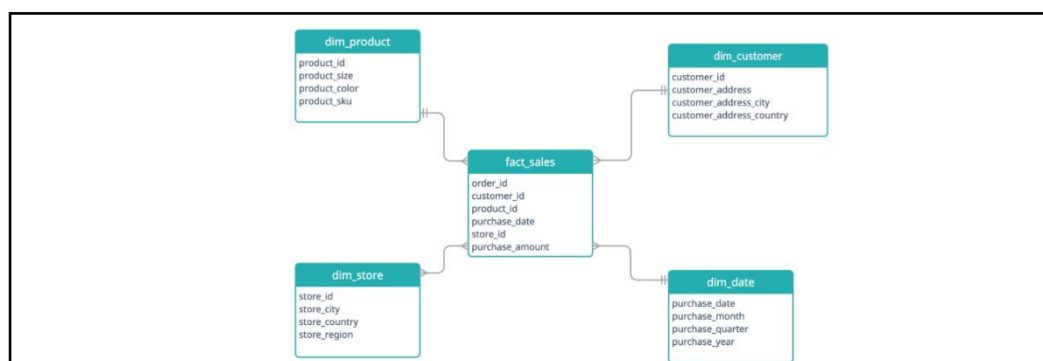 dim_product
product_id
product_size
product_color
product_sku
dim_customer
customer_id
customer_address
customer_address_city
customer_address_country
fact_sales
order_id
customer_id
product_id
purchase_date
store_id
purchase_amount
dim_store
store_id
store_city
store_country
store_region
dim_date
purchase_date
purchase_month
purchase_quarter
purchase_year